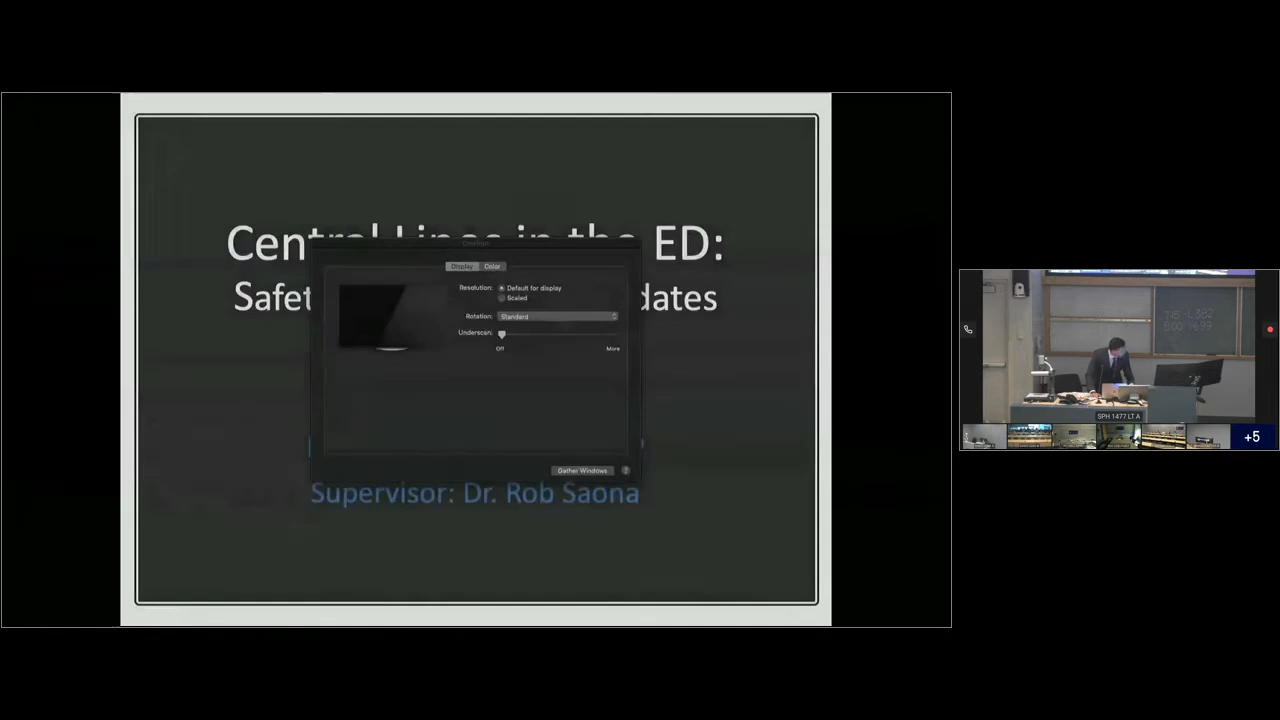 Central Lines in the ED:
Safet
dates
Display
Color
Resolution:
Default for display
Scaled
Rotation:
Standard
Underscan:
Off
More
Gather Windows
?
Supervisor: Dr. Rob Saona
SPH 1477 LT A
+5